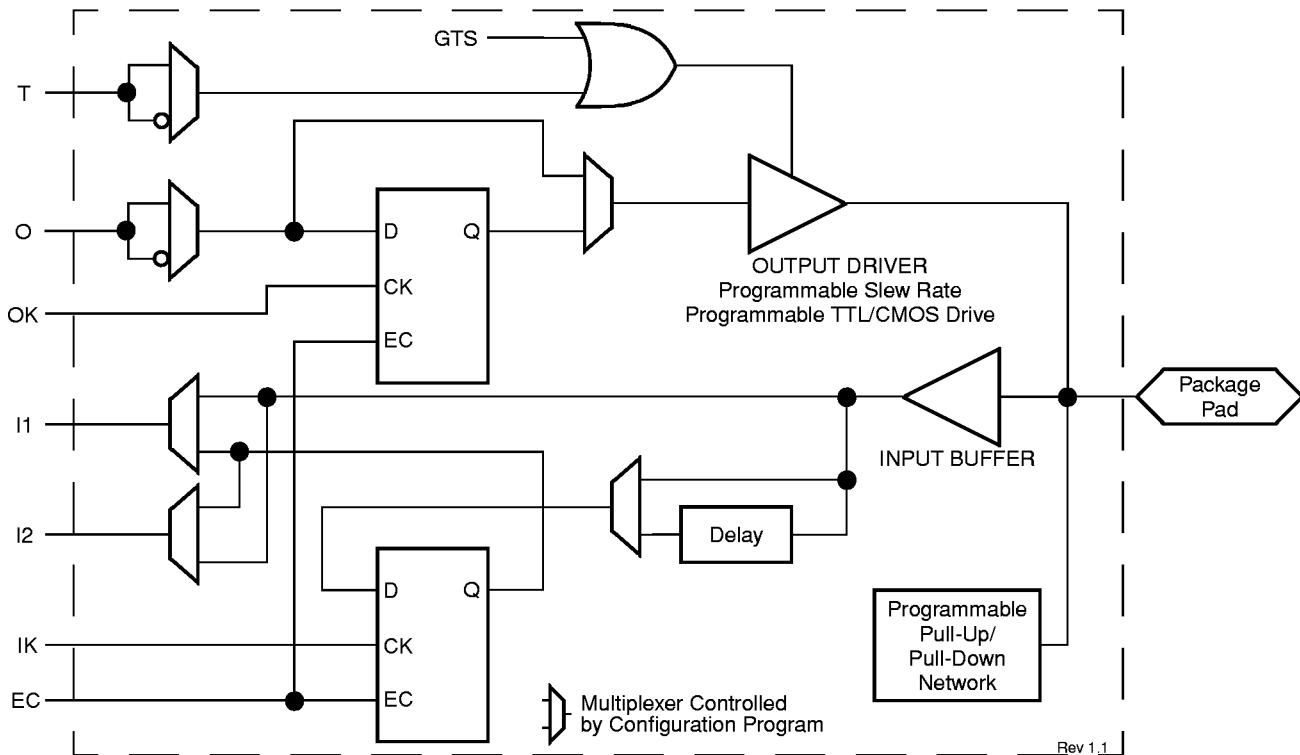 GTS
T
O
D
Q
CK
OK
EC
OUTPUT DRIVER
Programmable Slew Rate
Programmable TTL/CMOS Drive
Package
Pad
I1
INPUT BUFFER
I2
Delay
D
Q
Programmable
Pull-Up/
Pull-Down
Network
IK
CK
EC
EC
Multiplexer Controlled
by Configuration Program
Rev 1.1